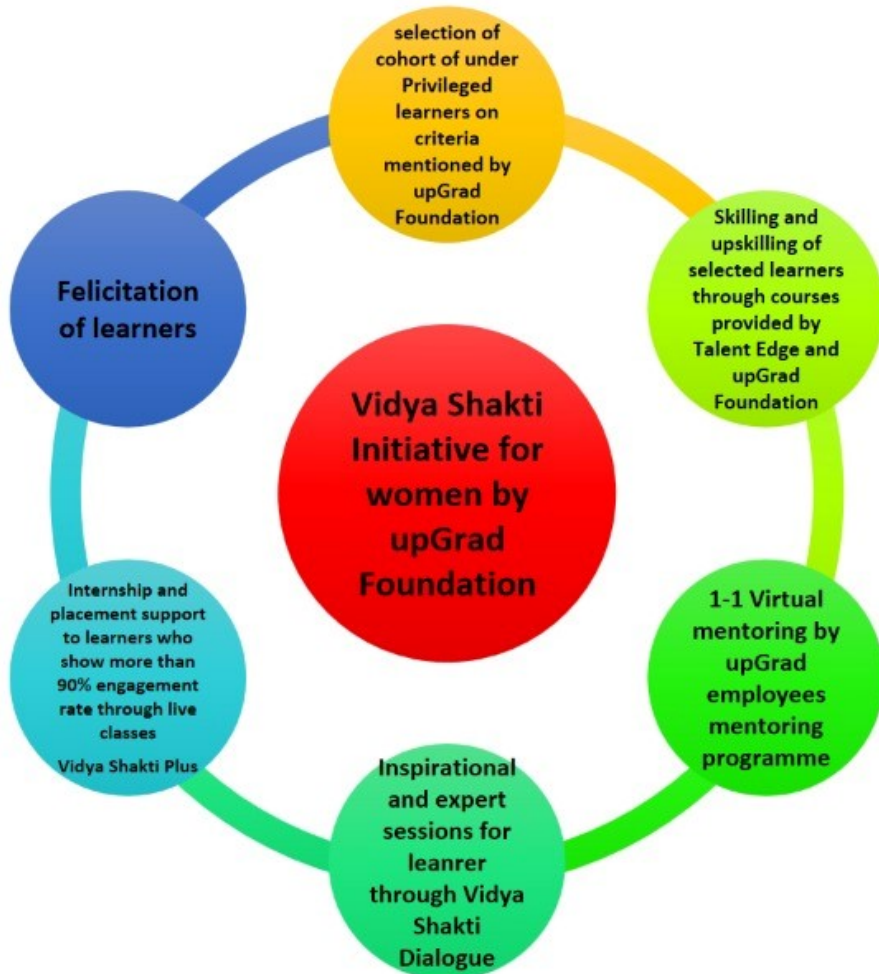 selection of
cohort of under
Privileged
learners on
criteria
mentioned by
upGrad
Foundation
Skilling and
upskilling of
selected learners
through courses
provided by
Talent Edge and
upGrad
Foundation
1-1 Virtual
mentoring by
upGrad
employees
mentoring
programme
Inspirational
and expert
sessions for
leanrer
through Vidya
Shakti
Dialogue
Internship and
placement support
to learners who
show more than
90% engagement
rate through live
classes
Vidya Shakti Plus
Felicitation
of learners
Vidya Shakti
Initiative for
women by
upGrad
Foundation